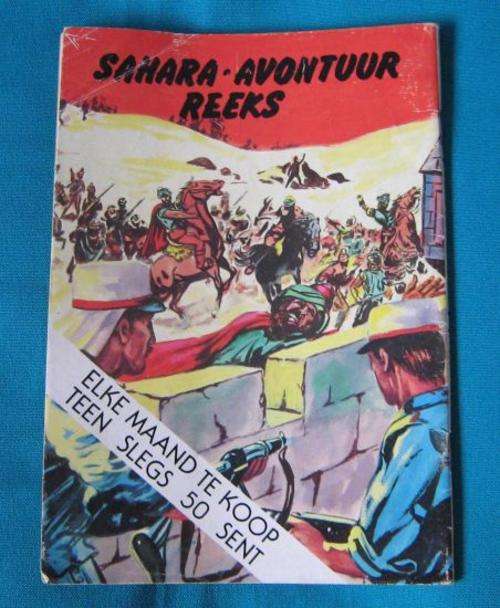 SAHARA-AVONTUUR
REEKS
ELKE MAAND TE KOOP
TEEN SLEGS 50 SENT